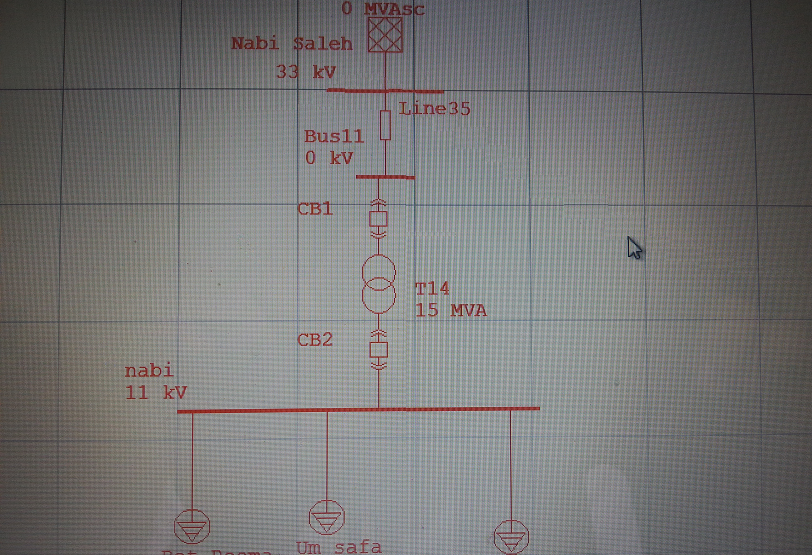 0 MVAsc
Nabi Saleh
33 kV
Line35
Bus11
0 kV
CB1
T14
15 MVA
CB2
nabi
11 kV
Um safa